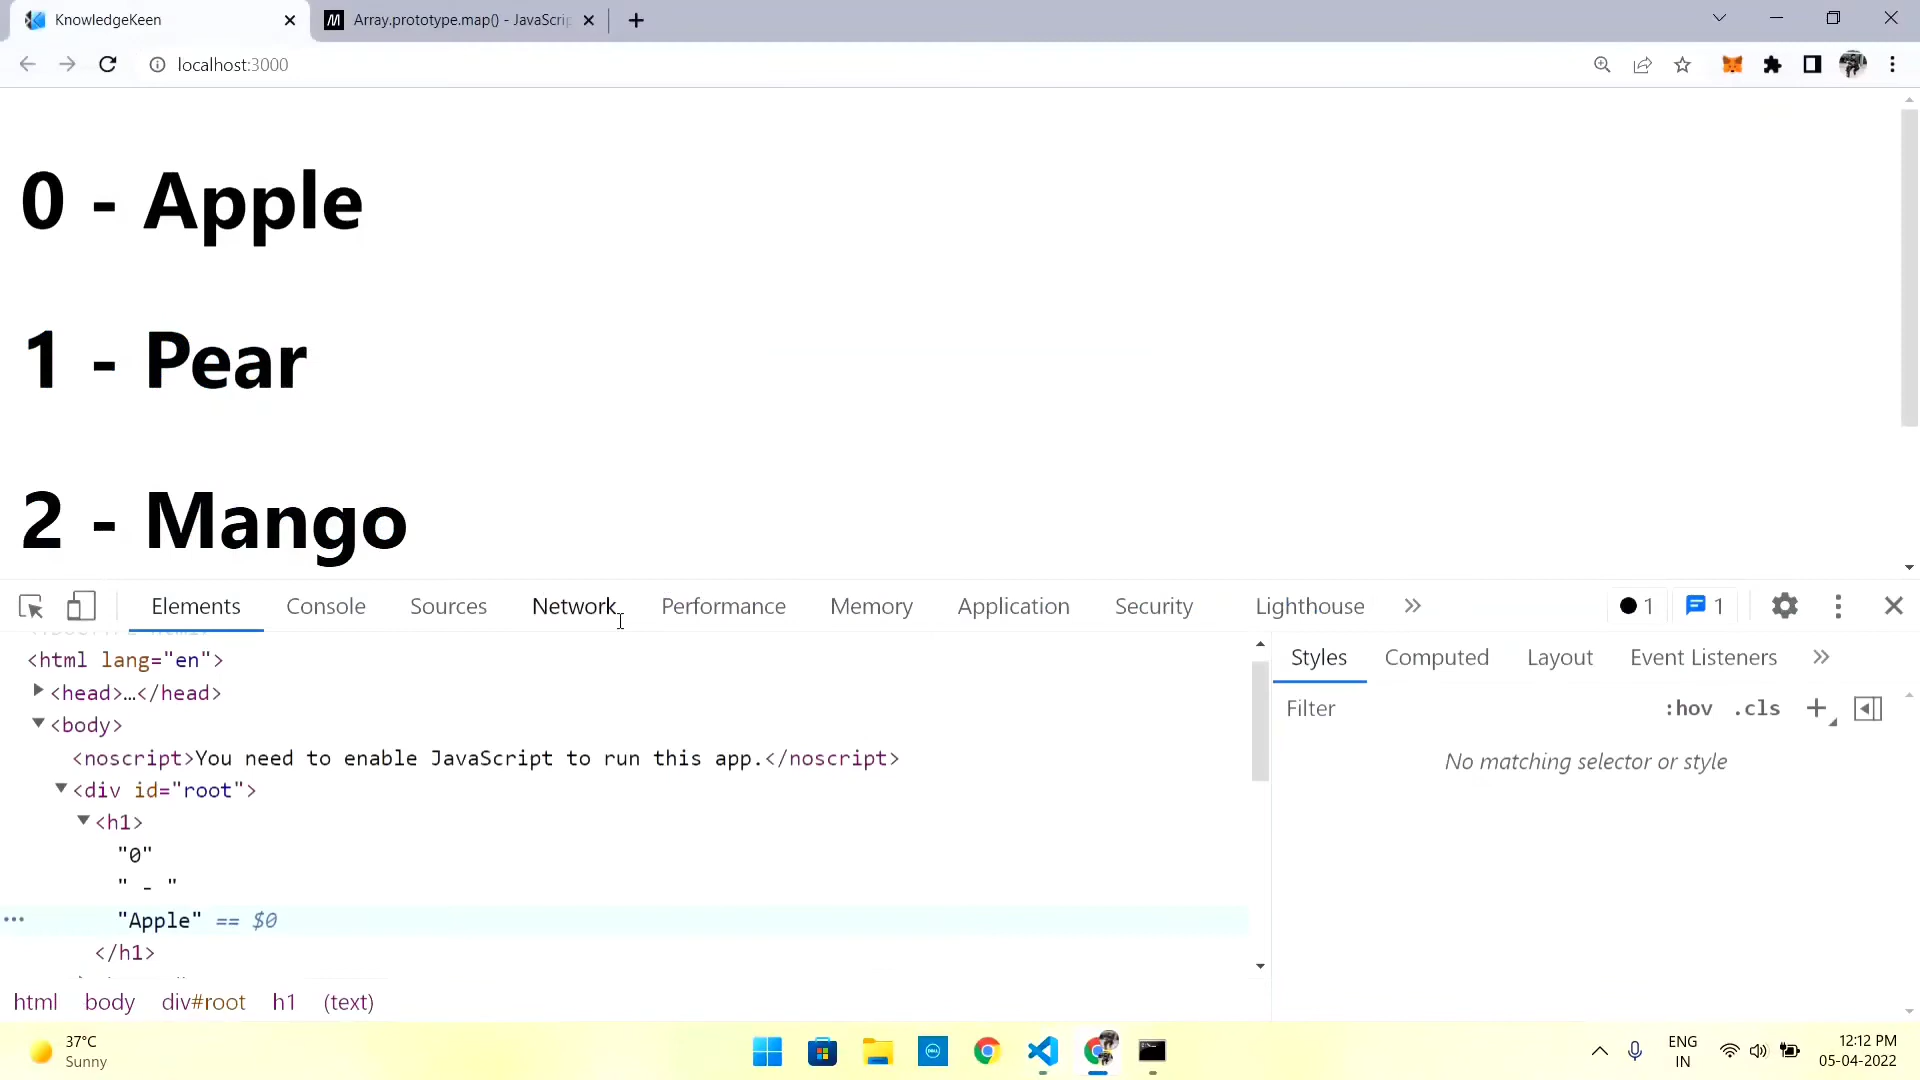 KnowledgeKeen
Array.prototype.map() - JavaScrip
localhost:3000
0 - Apple
1 - Pear
2 - Mango
Elements Console Sources Network Performance Memory Application Security Lighthouse 1 1
<html lang="en">
<head>…</head>
<body>
<noscript>You need to enable JavaScript to run this app.</noscript>
<div id="root">
<h1>
"0"
" - "
"Apple" == $0
</h1>
html body div#root h1 (text)
Styles Computed Layout Event Listeners
Filter :hov .cls
No matching selector or style
37°C
Sunny
ENG
IN
12:12 PM
05-04-2022